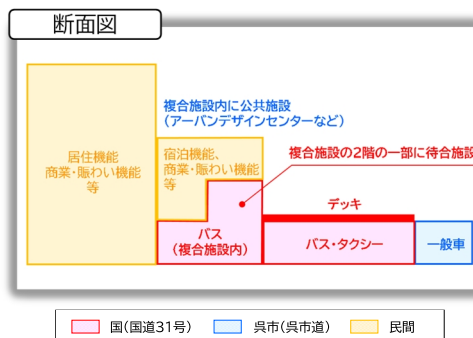 断面図
複合施設内に公共施設
（アーバンデザインセンターなど）
居住機能
商業・賑わい機能
等
宿泊機能、
商業・賑わい機能
等
複合施設の2階の一部に待合施設
デッキ
バス
（複合施設内）
バス・タクシー
一般車
国（国道31号）
呉市（呉市道）
民間